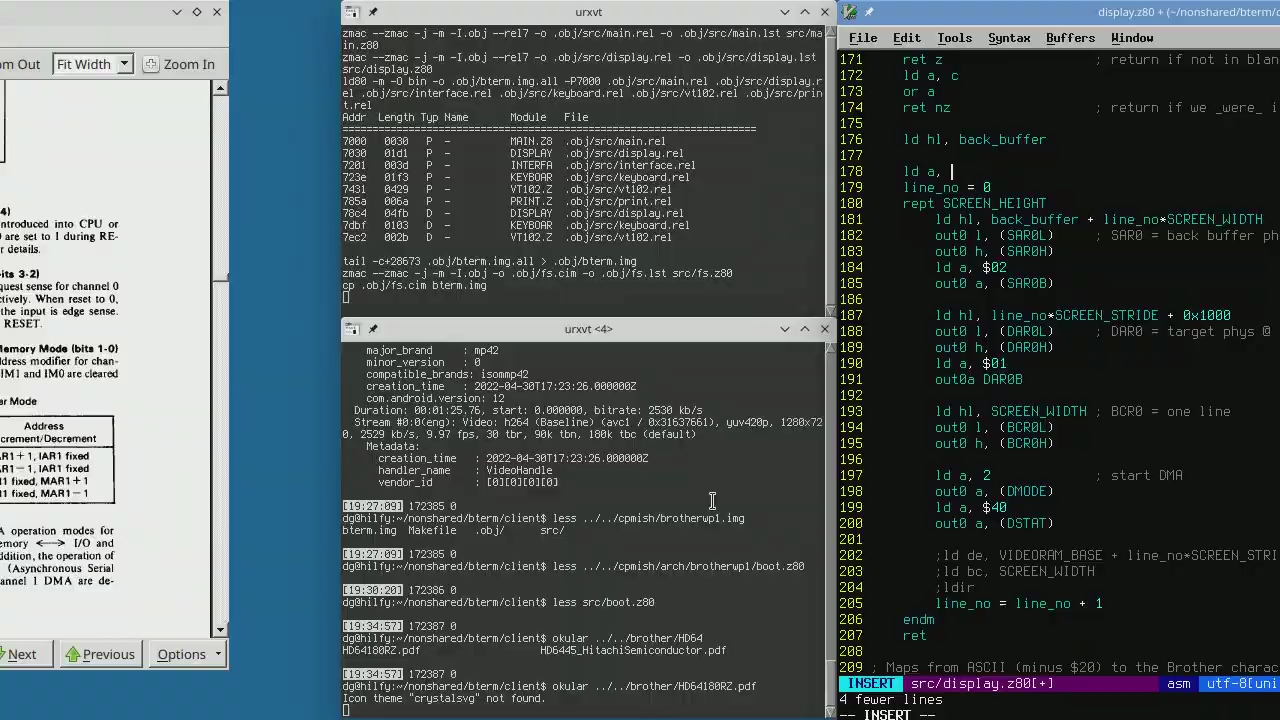 om Out
Fit Width
Zoom In
4)
ntroduced into CPU or
0 are set to 1 during RE-
r details.
its 3-2)
quest sense for channel 0
ctively. When reset to 0,
the input is edge sense.
RESET.
Memory Mode (bits 1-0)
ddress modifier for chan-
IM1 and IM0 are cleared
er Mode
Address
crement/Decrement
AR1+1, IAR1 fixed
AR1−1, IAR1 fixed
R1 fixed, MAR1+1
R1 fixed, MAR1−1
A operation modes for
emory <—> I/O and
ddition, the operation of
(Asynchronous Serial
hannel 1 DMA are de-
Next
Previous
Options
urxvt
zmac --zmac -j -m -I.obj --rel7 -o .obj/src/main.rel -o .obj/src/main.lst src/ma
in.z80
zmac --zmac -j -m -I.obj --rel7 -o .obj/src/display.rel -o .obj/src/display.lst
src/display.z80
ld80 -m -O bin -o .obj/bterm.img.all -P7000 .obj/src/main.rel .obj/src/display.r
el .obj/src/interface.rel .obj/src/keyboard.rel .obj/src/vt102.rel .obj/src/prin
t.rel
Addr Length Typ Name Module File
================================================================
7000 0030 P - MAIN.Z8 .obj/src/main.rel
7030 01d1 P - DISPLAY .obj/src/display.rel
7201 003d P - INTERFA .obj/src/interface.rel
723e 01f3 P - KEYBOAR .obj/src/keyboard.rel
7431 0429 P - VT102.Z .obj/src/vt102.rel
785a 006a P - PRINT.Z .obj/src/print.rel
78c4 04fb D - DISPLAY .obj/src/display.rel
7dbf 0103 D - KEYBOAR .obj/src/keyboard.rel
7ec2 002b D - VT102.Z .obj/src/vt102.rel
tail -c+28673 .obj/bterm.img.all > .obj/bterm.img
zmac --zmac -j -m -I.obj -o .obj/fs.cim -o .obj/fs.lst src/fs.z80
cp .obj/fs.cim bterm.img
urxvt <4>
major_brand : mp42
minor_version : 0
compatible_brands: isommp42
creation_time : 2022-04-30T17:23:26.000000Z
com.android.version: 12
Duration: 00:01:25.76, start: 0.000000, bitrate: 2530 kb/s
Stream #0:0(eng): Video: h264 (Baseline) (avc1 / 0x31637661), yuv420p, 1280x72
0, 2529 kb/s, 9.97 fps, 30 tbr, 90k tbn, 180k tbc (default)
Metadata:
creation_time : 2022-04-30T17:23:26.000000Z
handler_name : VideoHandle
vendor_id : [0][0][0][0]
[19:27:09] 172385 0
dg@hilfy:~/nonshared/bterm/client$ less ../../cpmish/brotherwp1.img
bterm.img Makefile .obj/ src/
[19:27:09] 172385 0
dg@hilfy:~/nonshared/bterm/client$ less ../../cpmish/arch/brotherwp1/boot.z80
[19:30:20] 172386 0
dg@hilfy:~/nonshared/bterm/client$ less src/boot.z80
[19:34:57] 172387 0
dg@hilfy:~/nonshared/bterm/client$ okular ../../brother/HD64
HD64180RZ.pdf HD6445_HitachiSemiconductor.pdf
[19:34:57] 172387 0
dg@hilfy:~/nonshared/bterm/client$ okular ../../brother/HD64180RZ.pdf
Icon theme "crystalsvg" not found.
display.z80 + (~/nonshared/bterm/c
File Edit Tools Syntax Buffers Window
171 ret z ; return if not in blan
172 ld a, c
173 or a
174 ret nz ; return if we _were_ i
175
176 ld hl, back_buffer
177
178 ld a,
179 line_no = 0
180 rept SCREEN_HEIGHT
181 ld hl, back_buffer + line_no*SCREEN_WIDTH
182 out0 l, (SAR0L) ; SAR0 = back buffer ph
183 out0 h, (SAR0H)
184 ld a, $02
185 out0 a, (SAR0B)
186
187 ld hl, line_no*SCREEN_STRIDE + 0x1000
188 out0 l, (DAR0L) ; DAR0 = target phys @
189 out0 h, (DAR0H)
190 ld a, $01
191 out0a DAR0B
192
193 ld hl, SCREEN_WIDTH ; BCR0 = one line
194 out0 l, (BCR0L)
195 out0 h, (BCR0H)
196
197 ld a, 2 ; start DMA
198 out0 a, (DMODE)
199 ld a, $40
200 out0 a, (DSTAT)
201
202 ;ld de, VIDEORAM_BASE + line_no*SCREEN_STRI
203 ;ld bc, SCREEN_WIDTH
204 ;ldir
205 line_no = line_no + 1
206 endm
207 ret
208
209 ; Maps from ASCII (minus $20) to the Brother charac
INSERT src/display.z80[+] asm utf-8[uni
4 fewer lines
-- INSERT --